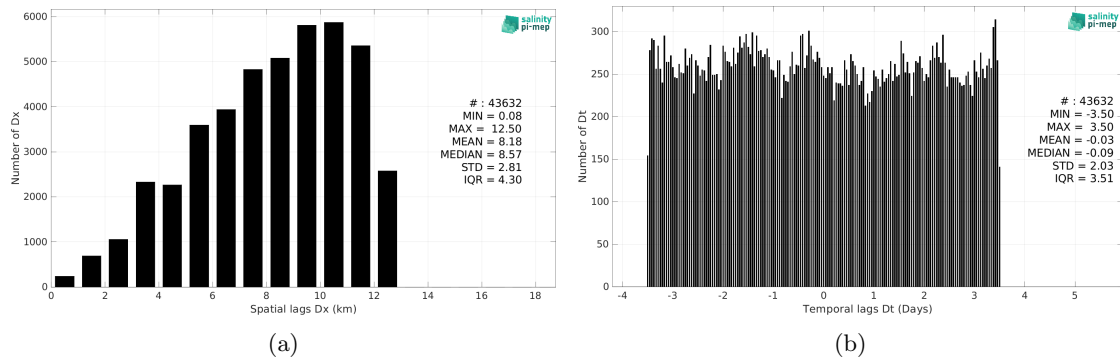 6000
5000
4000
3000
2000
1000
0
0 2 4 6 8 10 12 14 16 18
Number of Dx
Spatial lags Dx (km)
salinity
pi-mep
# : 43632
MIN = 0.08
MAX = 12.50
MEAN = 8.18
MEDIAN = 8.57
STD = 2.81
IQR = 4.30
(a)
300
250
200
150
100
50
0
-4 -3 -2 -1 0 1 2 3 4 5
Number of Dt
Temporal lags Dt (Days)
salinity
pi-mep
# : 43632
MIN = -3.50
MAX = 3.50
MEAN = -0.03
MEDIAN = -0.09
STD = 2.03
IQR = 3.51
(b)